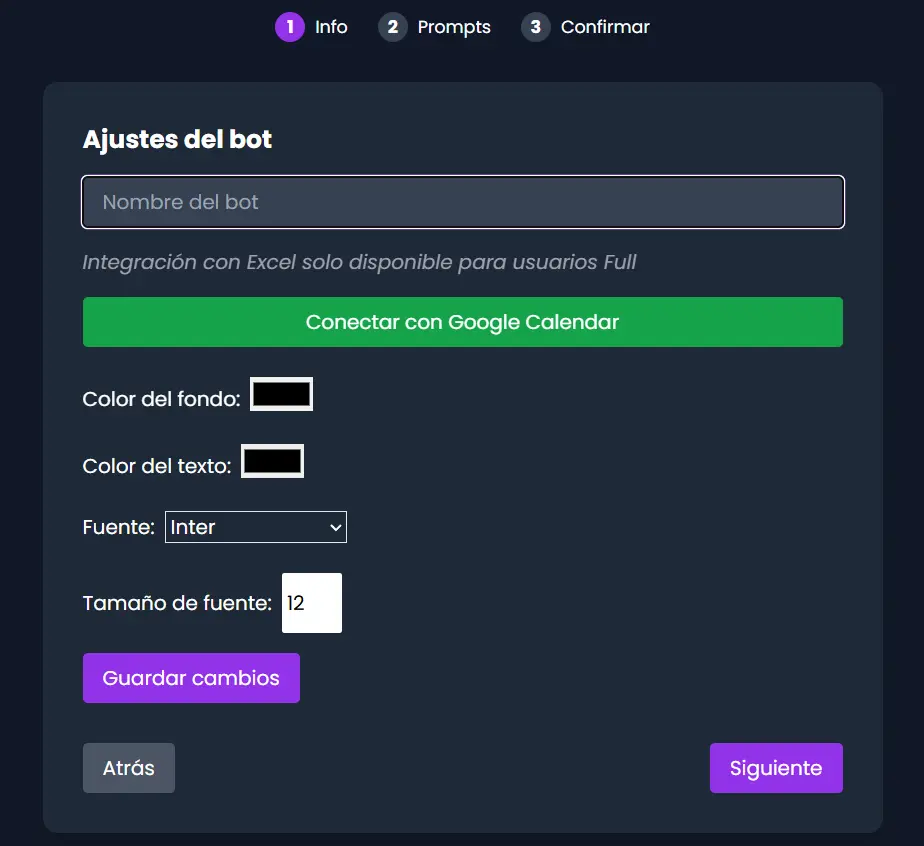 1 Info 2 Prompts 3 Confirmar
Ajustes del bot
Nombre del bot
Integración con Excel solo disponible para usuarios Full
Conectar con Google Calendar
Color del fondo:
Color del texto:
Fuente: Inter
Tamaño de fuente: 12
Guardar cambios
Atrás Siguiente